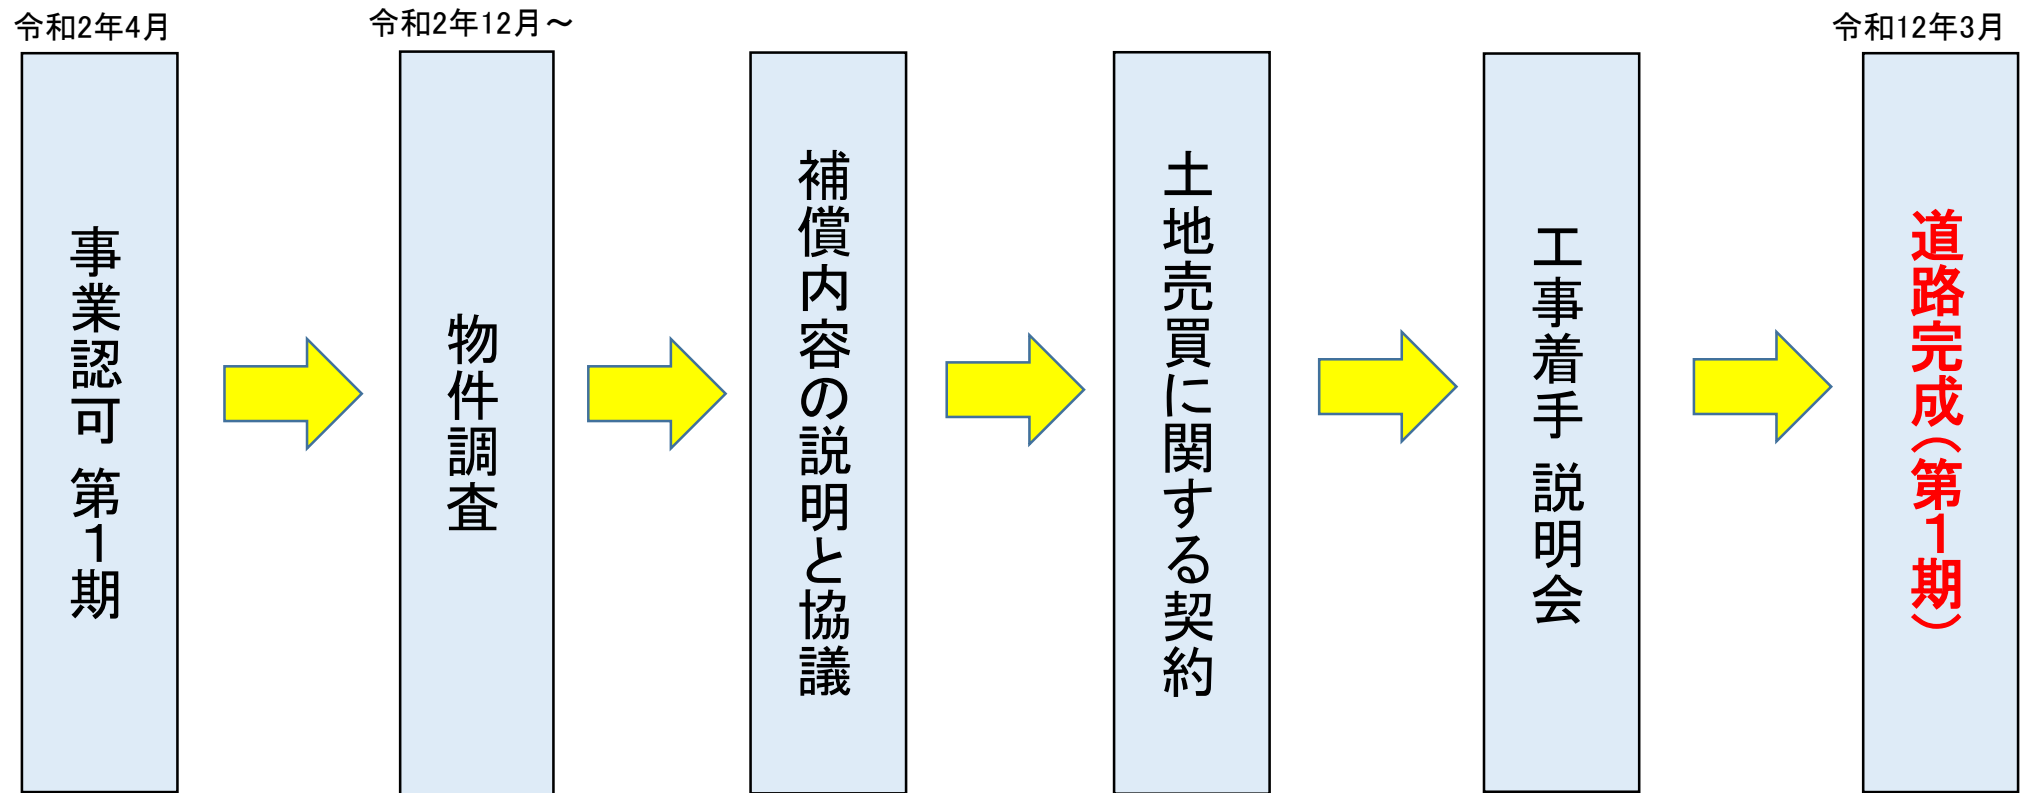 令和2年4月
事業認可 第1期
令和2年12月～
物件調査
補償内容の説明と協議
土地売買に関する契約
工事着手 説明会
令和12年3月
道路完成（第1期）